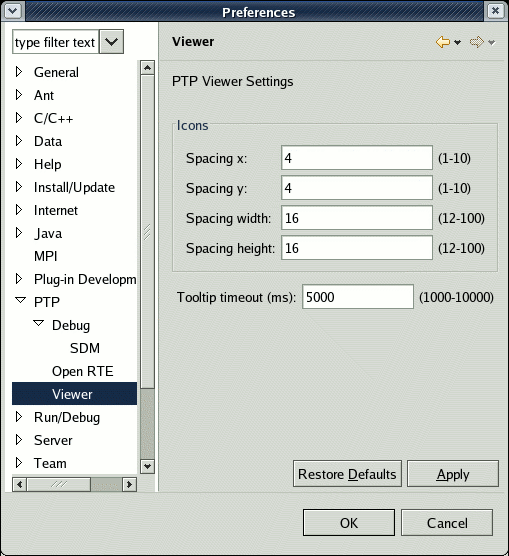 Preferences
type filter text
General
Ant
C/C++
Data
Help
Install/Update
Internet
Java
MPI
Plug-in Developm
PTP
Debug
SDM
Open RTE
Viewer
Run/Debug
Server
Team
Viewer
PTP Viewer Settings
Icons
Spacing x: 4 (1-10)
Spacing y: 4 (1-10)
Spacing width: 16 (12-100)
Spacing height: 16 (12-100)
Tooltip timeout (ms): 5000 (1000-10000)
Restore Defaults Apply
OK Cancel